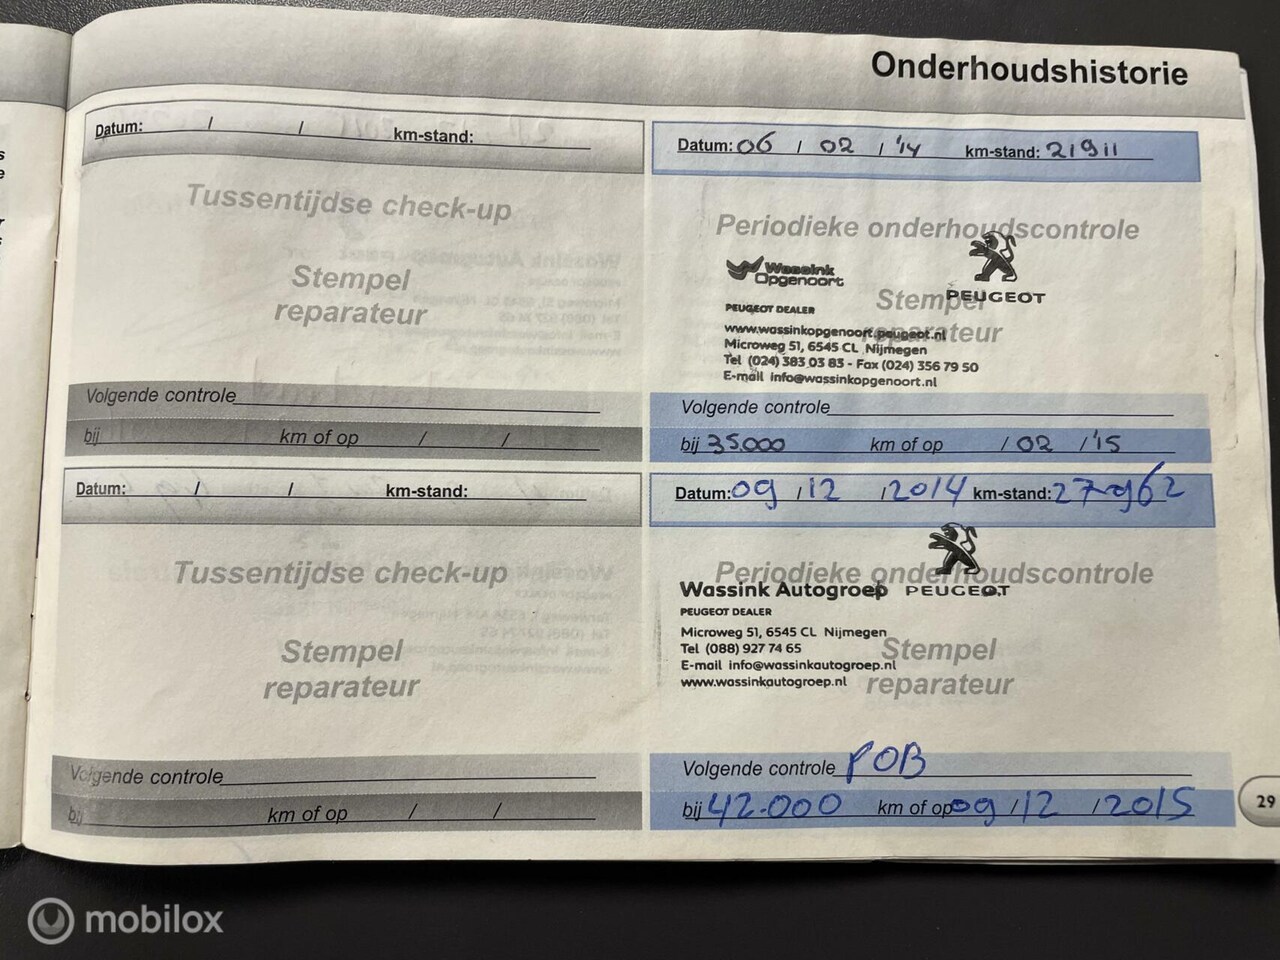 Onderhoudshistorie
Datum: / / km-stand:
Tussentijdse check-up
Stempel
reparateur
Volgende controle
bij km of op / /
Datum: 06 / 02 / '14 km-stand: 21911
Periodieke onderhoudscontrole
Wassink
Opgenoort
PEUGEOT
Stempel
reparateur
PEUGEOT DEALER
www.wassinkopgenoort.peugeot.nl
Microweg 51, 6545 CL Nijmegen
Tel (024) 383 03 83 - Fax (024) 356 79 50
E-mail info@wassinkopgenoort.nl
Volgende controle
bij 35.000 km of op / 02 / '15
Datum: / / km-stand:
Tussentijdse check-up
Stempel
reparateur
Volgende controle
bij km of op / /
Datum: 09 / 12 / 2014 km-stand: 27962
Periodieke onderhoudscontrole
Wassink Autogroep PEUGEOT
PEUGEOT DEALER
Microweg 51, 6545 CL Nijmegen
Tel (088) 927 74 65
E-mail info@wassinkautogroep.nl
www.wassinkautogroep.nl
Stempel
reparateur
Volgende controle POB
bij 42.000 km of op 09 / 12 / 2015
29
mobilox